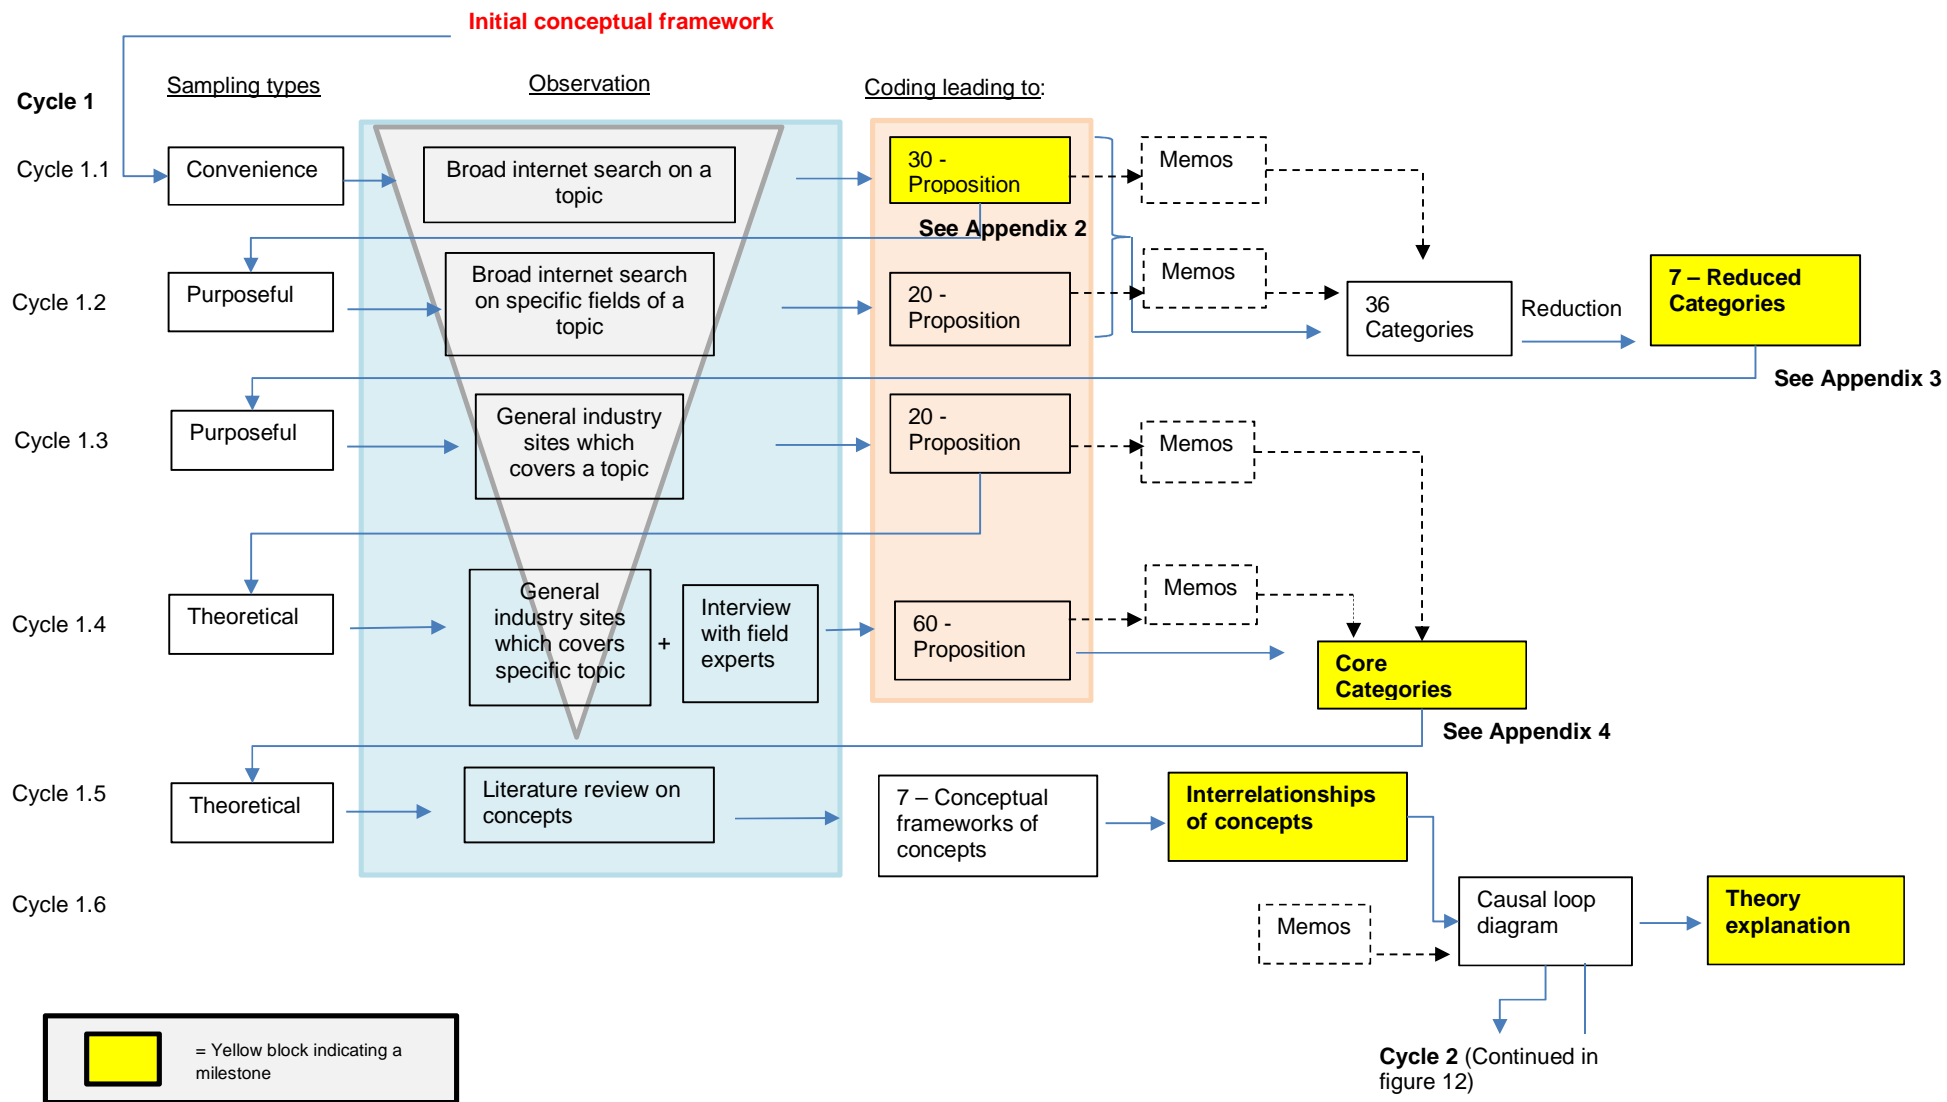 Initial conceptual framework
Sampling types
Observation
Coding leading to:
Cycle 1
Cycle 1.1
Convenience
Broad internet search on a
topic
30 -
Proposition
Memos
See Appendix 2
Cycle 1.2
Purposeful
Broad internet search
on specific fields of a
topic
20 -
Proposition
Memos
36
Categories
Reduction
7 – Reduced
Categories
See Appendix 3
Cycle 1.3
Purposeful
General industry
sites which
covers a topic
20 -
Proposition
Memos
Cycle 1.4
Theoretical
General
industry sites
which covers
specific topic
+
Interview
with field
experts
60 -
Proposition
Memos
Core
Categories
See Appendix 4
Cycle 1.5
Theoretical
Literature review on
concepts
7 – Conceptual
frameworks of
concepts
Interrelationships
of concepts
Cycle 1.6
Memos
Causal loop
diagram
Theory
explanation
= Yellow block indicating a
milestone
Cycle 2 (Continued in
figure 12)